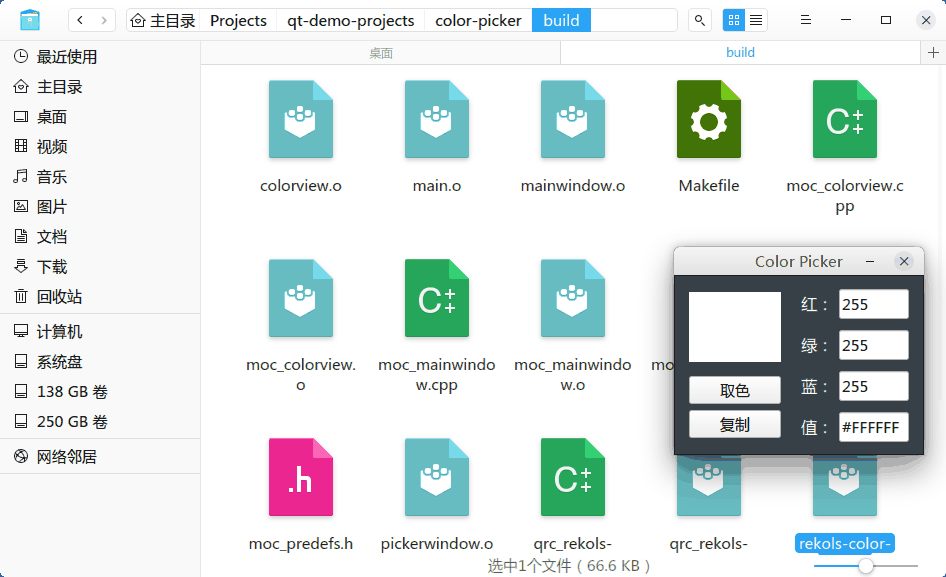 主目录 Projects qt-demo-projects color-picker build
桌面 build
最近使用
主目录
桌面
视频
音乐
图片
文档
下载
回收站
计算机
系统盘
138 GB 卷
250 GB 卷
网络邻居
colorview.o main.o mainwindow.o Makefile moc_colorview.c
pp
moc_colorview. moc_mainwindo moc_mainwindo mo
o w.cpp w.o
moc_predefs.h pickerwindow.o qrc_rekols- qrc_rekols- rekols-color-
选中1个文件 ( 66.6 KB )
Color Picker
红： 255
绿： 255
蓝： 255
值： #FFFFFF
取色
复制
.h
C++
C++
C++